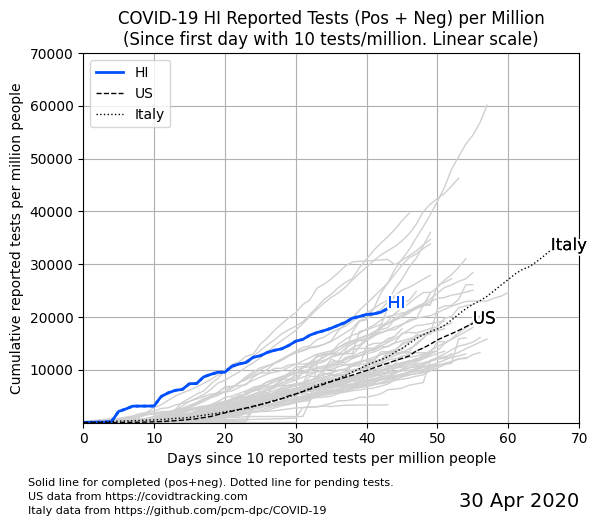 COVID-19 HI Reported Tests (Pos + Neg) per Million
(Since first day with 10 tests/million. Linear scale)
Cumulative reported tests per million people
70000
60000
50000
40000
30000
20000
10000
HI
US
Italy
Italy
HI
US
0 10 20 30 40 50 60 70
Days since 10 reported tests per million people
Solid line for completed (pos+neg). Dotted line for pending tests.
US data from https://covidtracking.com
Italy data from https://github.com/pcm-dpc/COVID-19
30 Apr 2020